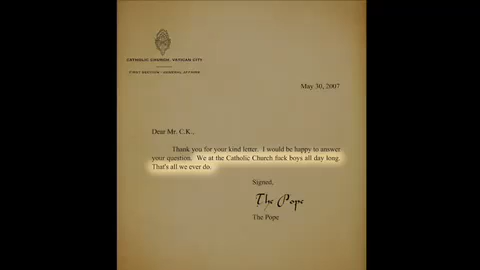 CATHOLIC CHURCH, VATICAN CITY
FIRST SECTION - GENERAL AFFAIRS
May 30, 2007
Dear Mr. C.K.,
Thank you for your kind letter. I would be happy to answer
your question. We at the Catholic Church fuck boys all day long.
That's all we ever do.
Signed,
The Pope
The Pope